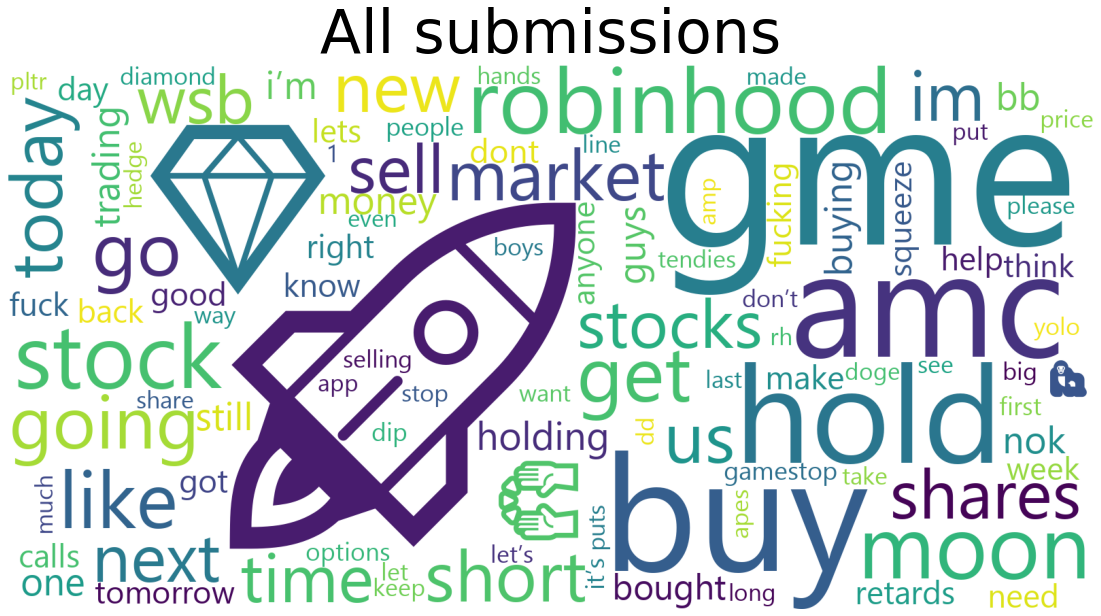 All submissions
pltr
day
diamond
wsb
i'm
new
hands
robinhood
made
im
bb
put
price
today
trading
hedge
lets
people
1
sell
dont
line
market
gme
amp
fucking
buying
squeeze
please
money
even
right
go
know
boys
anyone
guys
tendies
help
think
fuck
back
good
way
don't
amc
stock
stocks
rh
yolo
selling
app
stop
share
want
get
last
make
doge
see
big
going
still
dip
holding
dd
us
hold
first
nok
week
much
like
got
gamestop
take
buy
apes
shares
calls
one
next
tomorrow
options
time
let
keep
let's
short
it's
puts
bought
long
moon
retards
need